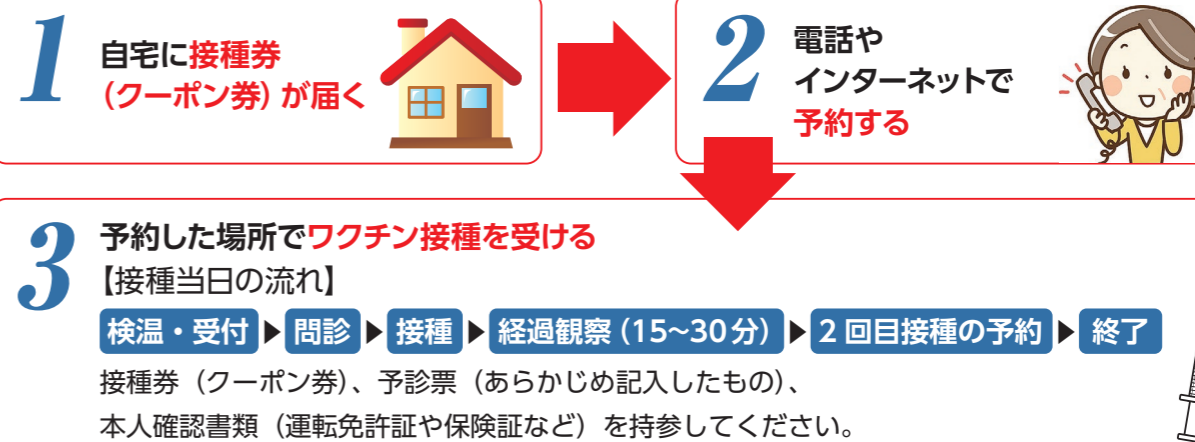 1
自宅に接種券
（クーポン券）が届く
2
電話や
インターネットで
予約する
3
予約した場所でワクチン接種を受ける
【接種当日の流れ】
検温・受付▶問診▶接種▶経過観察（15〜30分）▶2回目接種の予約▶終了
接種券（クーポン券）、予診票（あらかじめ記入したもの）、
本人確認書類（運転免許証や保険証など）を持参してください。